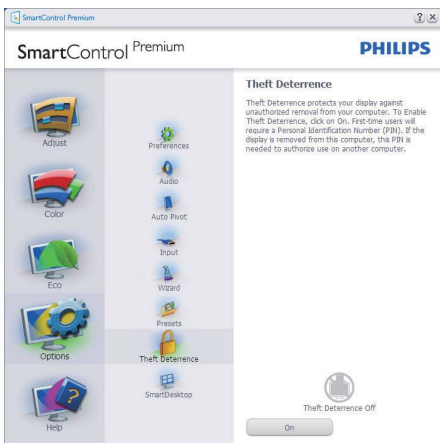 SmartControl Premium
SmartControl Premium
PHILIPS
Adjust
Color
Eco
Options
Help
Preferences
Audio
Auto Pivot
Input
Wizard
Presets
Theft Deterrence
SmartDesktop
Theft Deterrence
Theft Deterrence protects your display against
unauthorized removal from your computer. To Enable
Theft Deterrence, click on On. First-time users will
require a Personal Identification Number (PIN). If the
display is removed from this computer, this PIN is
needed to authorize use on another computer.
Theft Deterrence Off
On